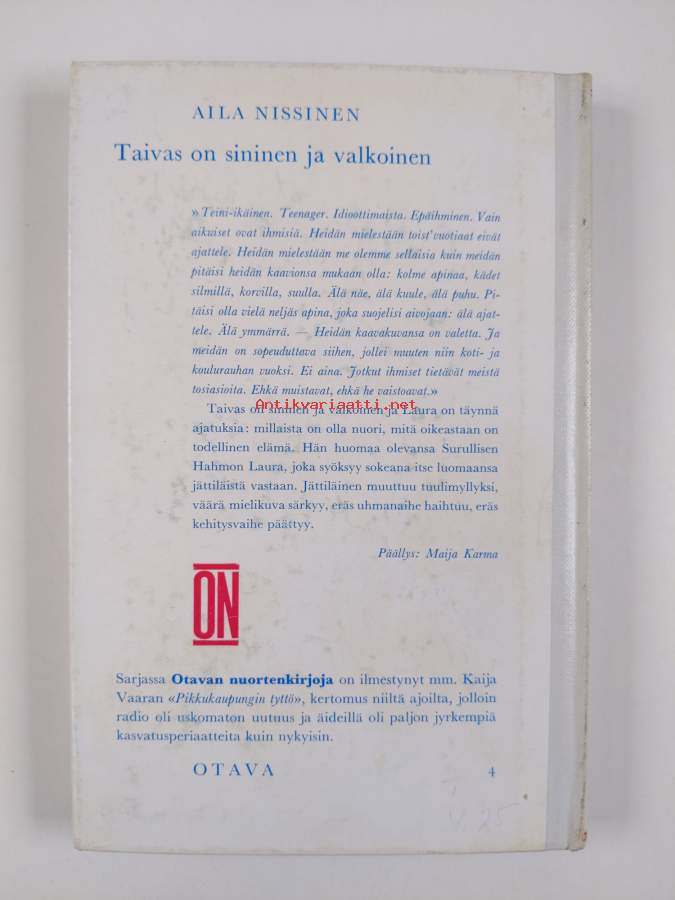 AILA NISSINEN
Taivas on sininen ja valkoinen
» Teini-ikäinen. Teenager. Idioottimaista. Epäihminen. Vain
aikuiset ovat ihmisiä. Heidän mielestään toist'vuotiaat eivät
ajattele. Heidän mielestään me olemme sellaisia kuin meidän
pitäisi heidän kaavionsa mukaan olla: kolme apinaa, kädet
silmillä, korvilla, suulla. Älä näe, älä kuule, älä puhu. Pi-
täisi olla vielä neljäs apina, joka suojelisi aivojaan: älä ajat-
tele. Älä ymmärrä. — Heidän kaavakuvansa on valetta. Ja
meidän on sopeuduttava siihen, jollei muuten niin koti- ja
koulurauhan vuoksi. Ei aina. Jotkut ihmiset tietävät meistä
tosiasioita. Ehkä muistavat, ehkä he vaistoavat.»
Antikvariaatti.net
Taivas on sininen ja valkoinen ja Laura on täynnä
ajatuksia: millaista on olla nuori, mitä oikeastaan on
todellinen elämä. Hän huomaa olevansa Surullisen
Hahmon Laura, joka syöksyy sokeana itse luomaansa
jättiläistä vastaan. Jättiläinen muuttuu tuulimyllyksi,
väärä mielikuva särkyy, eräs uhmanaihe haihtuu, eräs
kehitysvaihe päättyy.
Päällys: Maija Karma
ON
Sarjassa Otavan nuortenkirjoja on ilmestynyt mm. Kaija
Vaaran «Pikkukaupungin tyttö», kertomus niiltä ajoilta, jolloin
radio oli uskomaton uutuus ja äideillä oli paljon jyrkempiä
kasvatusperiaatteita kuin nykyisin.
OTAVA 4
4,25